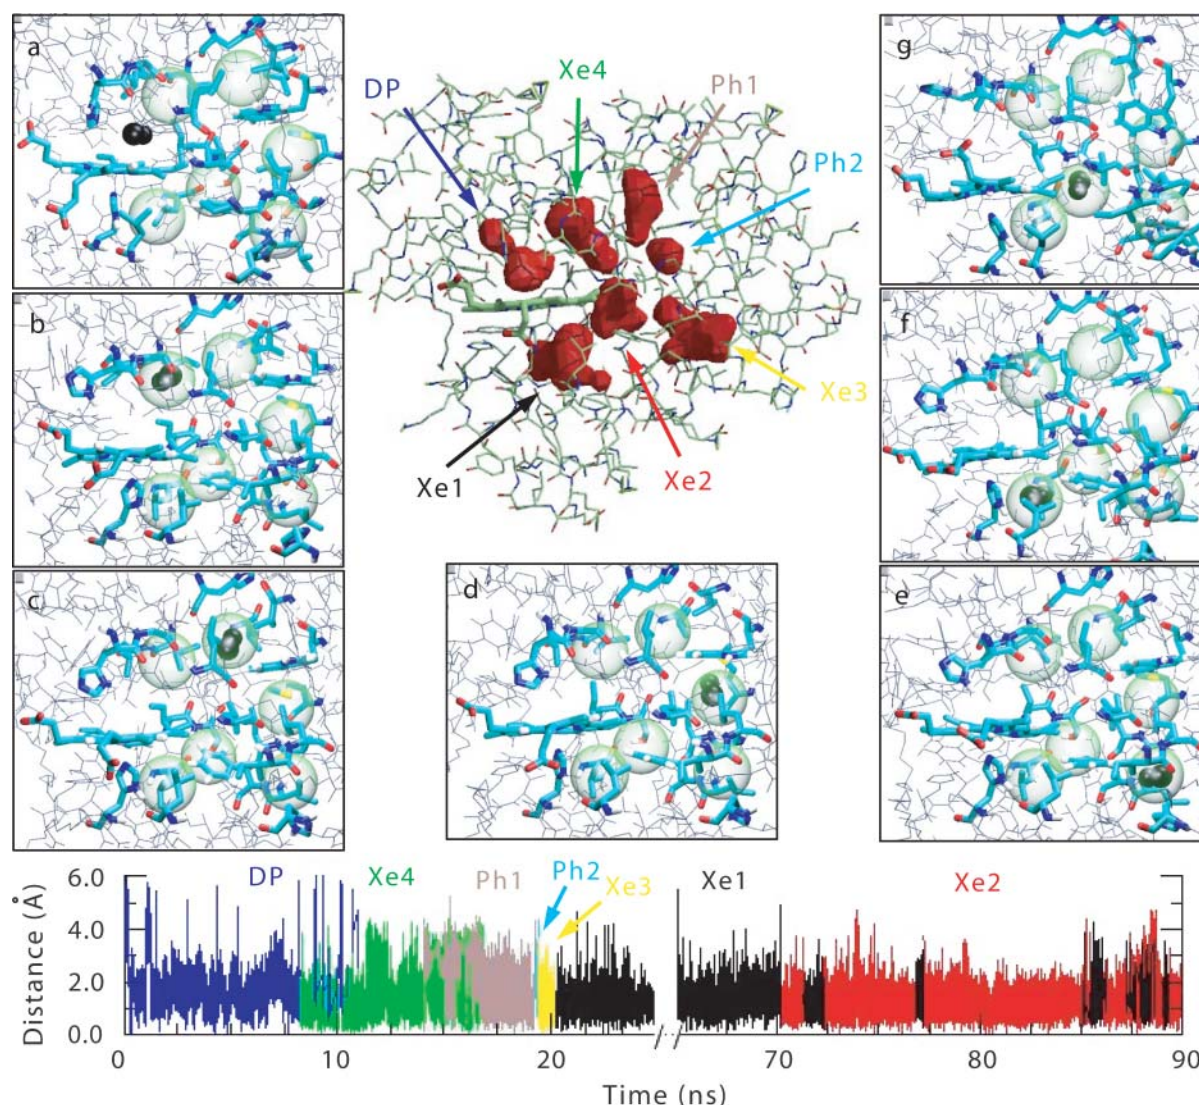 a
g
DP
Xe4
Ph1
Ph2
Xe3
Xe2
Xe1
b
f
c
d
e
DP
Xe4
Ph1
Ph2
Xe3
Xe1
Xe2
Distance (Å)
6.0
4.0
2.0
0.0
0
10
20
70
80
90
Time (ns)